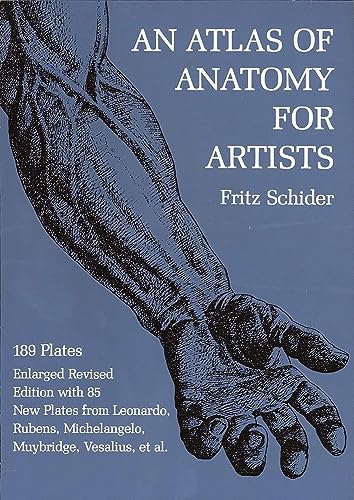 AN ATLAS OF
ANATOMY
FOR
ARTISTS
Fritz Schider
189 Plates
Enlarged Revised
Edition with 85
New Plates from Leonardo,
Rubens, Michelangelo,
Muybridge, Vesalius, et al.